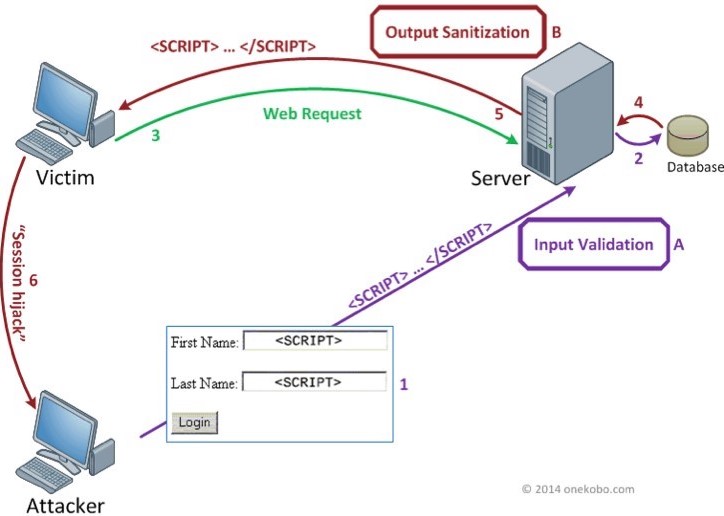 Output Sanitization B
<SCRIPT> ... </SCRIPT>
5
4
Web Request
3
2
Victim
Server
Database
<SCRIPT> ... </SCRIPT>
Input Validation A
"Session hijack"
6
First Name: <SCRIPT>
Last Name: <SCRIPT>
1
Login
Attacker
© 2014 onekobo.com